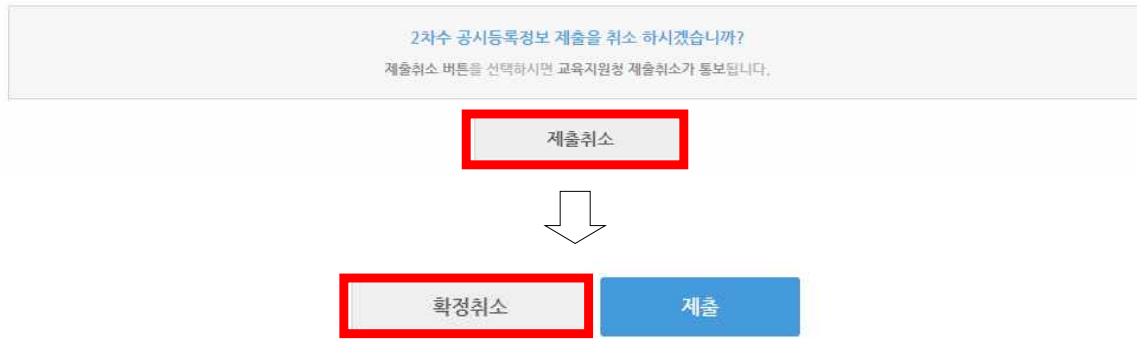 2차수 공시등록정보 제출을 취소 하시겠습니까?
제출취소 버튼을 선택하시면 교육지원청 제출취소가 통보됩니다.
제출취소
확정취소
제출